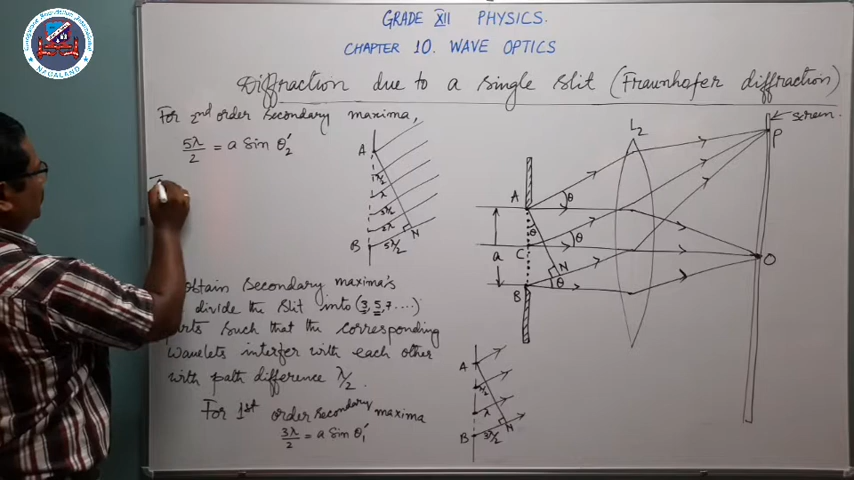 GRADE XII PHYSICS.
CHAPTER 10. WAVE OPTICS
Diffraction due to a single slit (Fraunhofer diffraction)
For 2nd order Secondary maxima,
5λ/2 = a Sin θ₂′
A
λ/2
λ
3λ/2
2λ
B
5λ/2
N
obtain Secondary maxima's
divide the slit into (3, 5, 7....)
parts such that the corresponding
wavelets interfer with each other
with path difference λ/2.
For 1st order secondary maxima
3λ/2 = a Sin θ₁′
A
λ/2
λ
B
3λ/2
N
L₂
screen.
P
A
θ
θ
a
C
θ
N
B
θ
O
NAGALAND